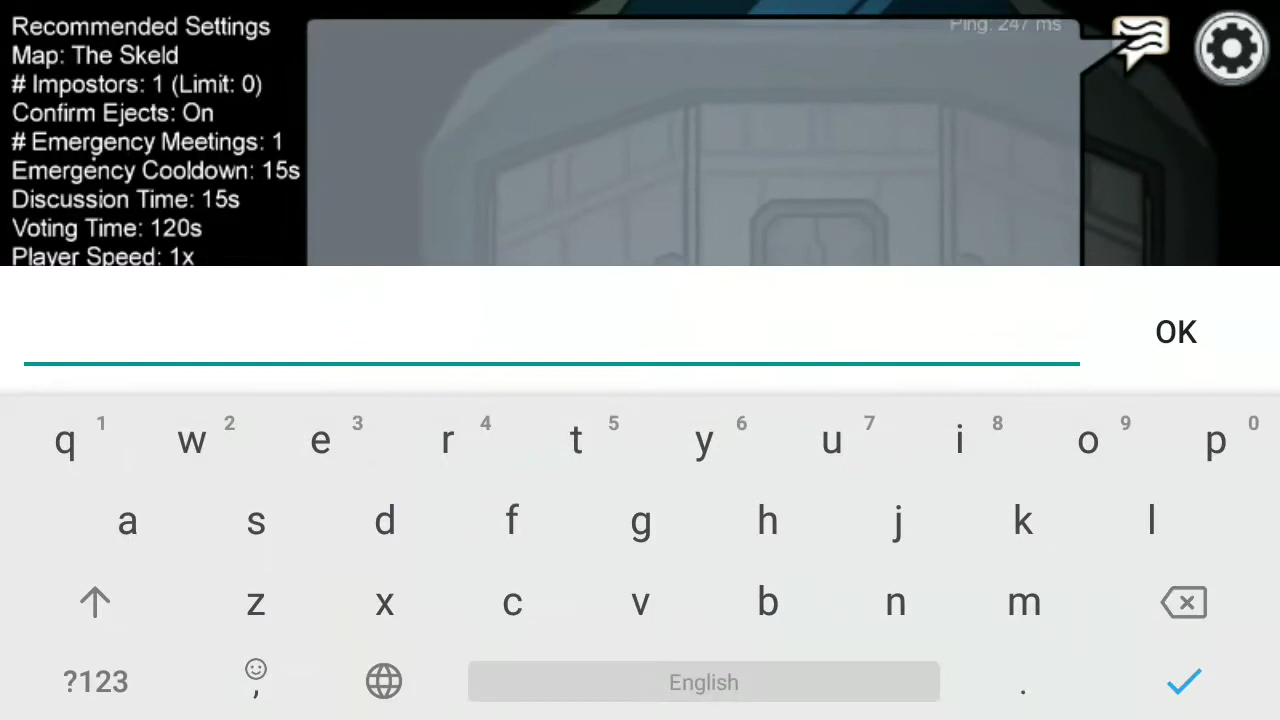 Recommended Settings
Map: The Skeld
# Impostors: 1 (Limit: 0)
Confirm Ejects: On
# Emergency Meetings: 1
Emergency Cooldown: 15s
Discussion Time: 15s
Voting Time: 120s
Player Speed: 1x
Ping: 247 ms
OK
q 1 w 2 e 3 r 4 t 5 y 6 u 7 i 8 o 9 p 0
a s d f g h j k l
z x c v b n m
?123 , English .